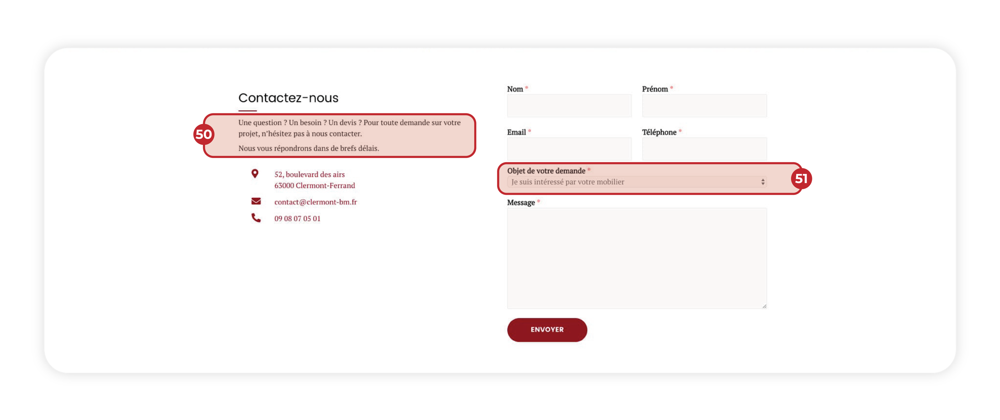 Contactez-nous
50
Une question ? Un besoin ? Un devis ? Pour toute demande sur votre
projet, n’hésitez pas à nous contacter.
Nous vous répondrons dans de brefs délais.
52, boulevard des airs
63000 Clermont-Ferrand
contact@clermont-bm.fr
09 08 07 05 01
Nom *
Prénom *
Email *
Téléphone *
Objet de votre demande *
Je suis intéressé par votre mobilier
51
Message *
ENVOYER